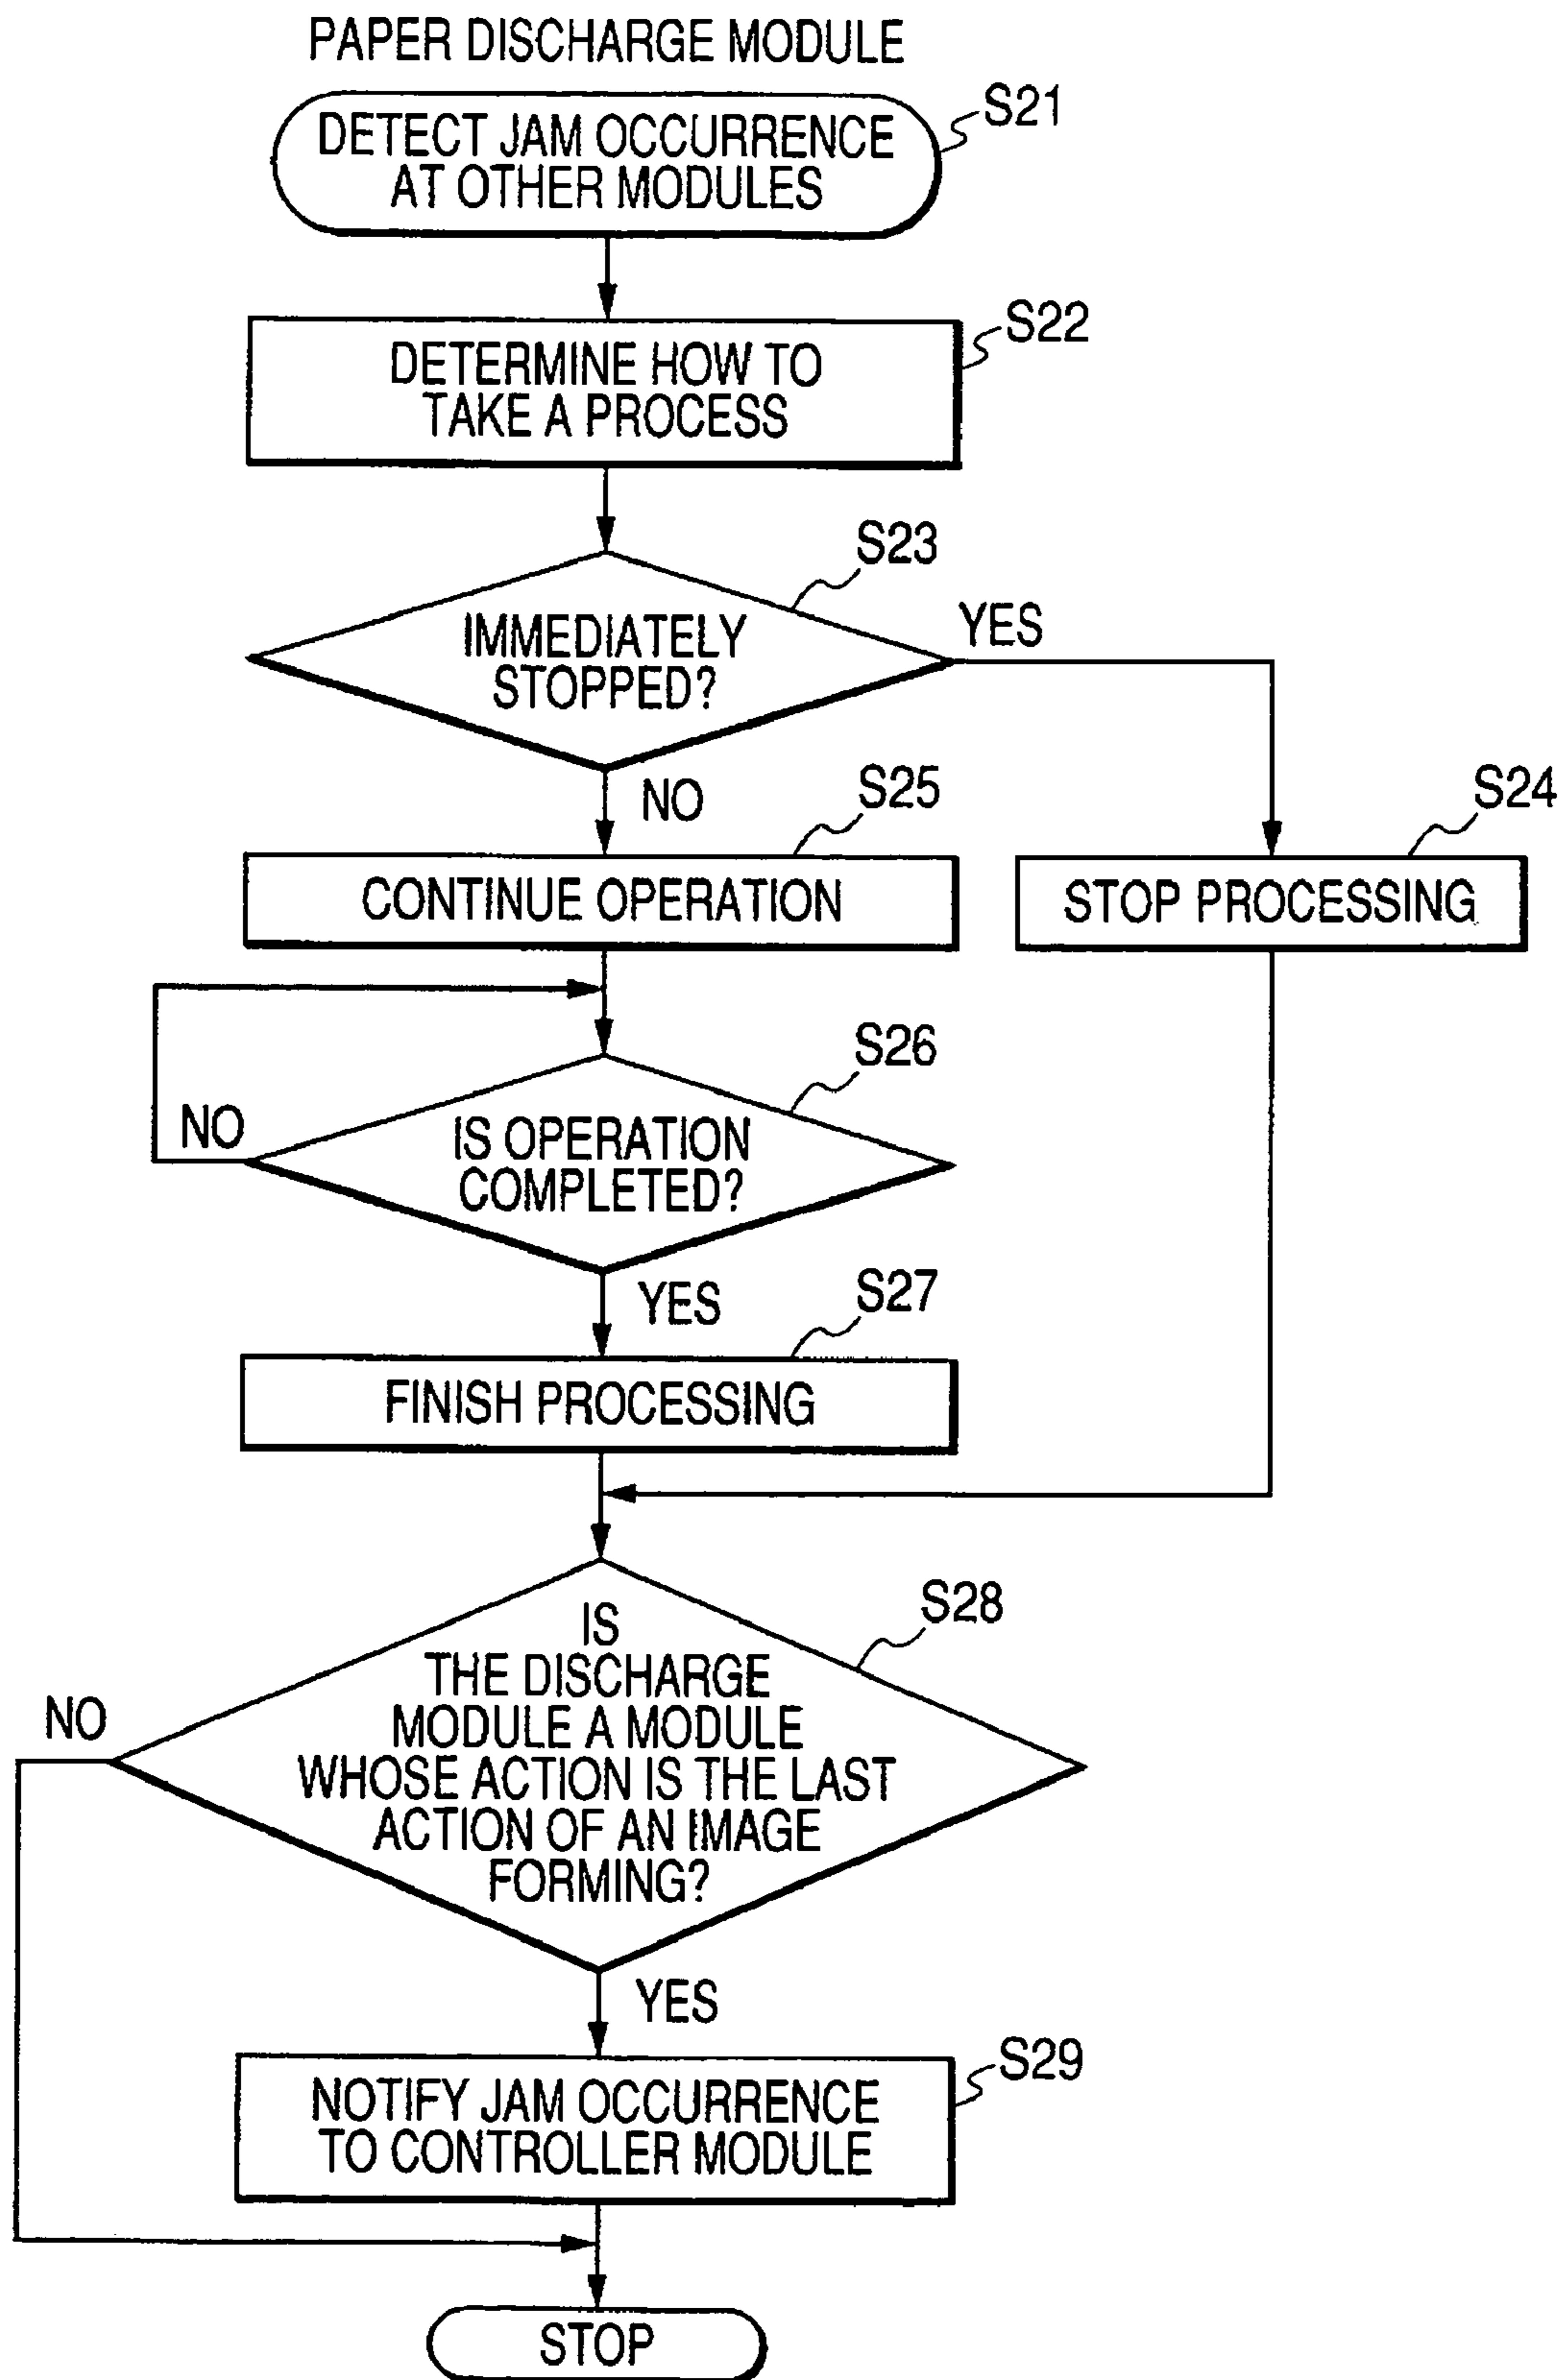 PAPER DISCHARGE MODULE
DETECT JAM OCCURRENCE
AT OTHER MODULES
S21
DETERMINE HOW TO
TAKE A PROCESS
S22
S23
IMMEDIATELY
STOPPED?
YES
NO
S25
S24
CONTINUE OPERATION
STOP PROCESSING
S26
NO
IS OPERATION
COMPLETED?
YES
S27
FINISH PROCESSING
S28
IS
THE DISCHARGE
MODULE A MODULE
WHOSE ACTION IS THE LAST
ACTION OF AN IMAGE
FORMING?
NO
YES
S29
NOTIFY JAM OCCURRENCE
TO CONTROLLER MODULE
STOP